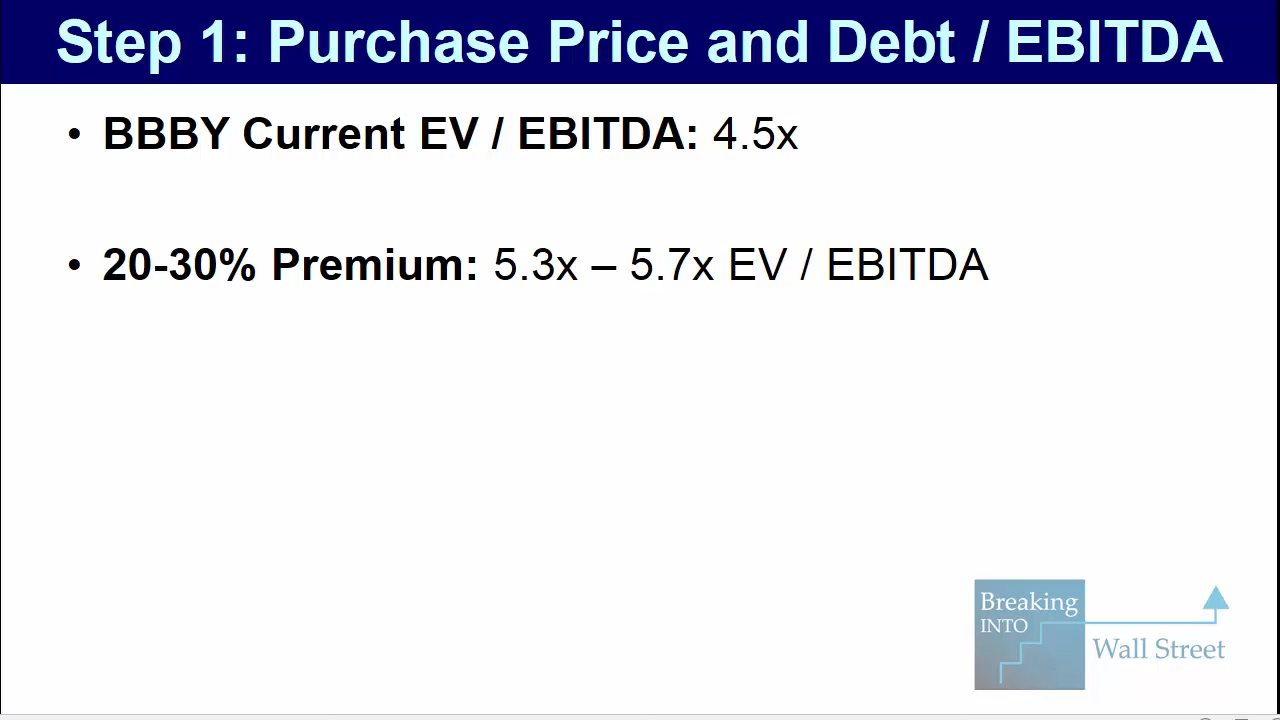 Step 1: Purchase Price and Debt / EBITDA
• BBBY Current EV / EBITDA: 4.5x
• 20-30% Premium: 5.3x – 5.7x EV / EBITDA
Breaking
INTO
Wall Street